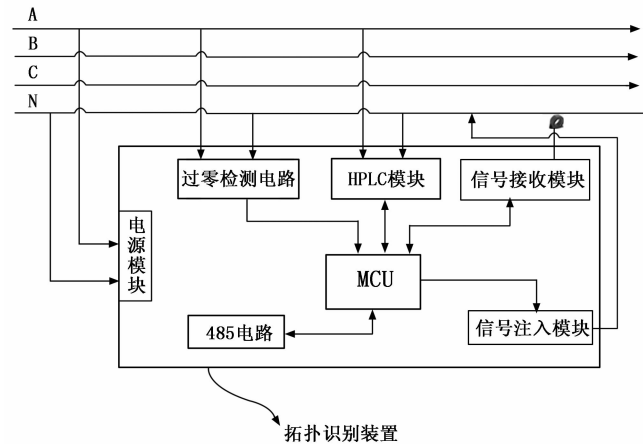 A
B
C
N
过零检测电路
HPLC模块
信号接收模块
电源模块
MCU
485电路
信号注入模块
拓扑识别装置